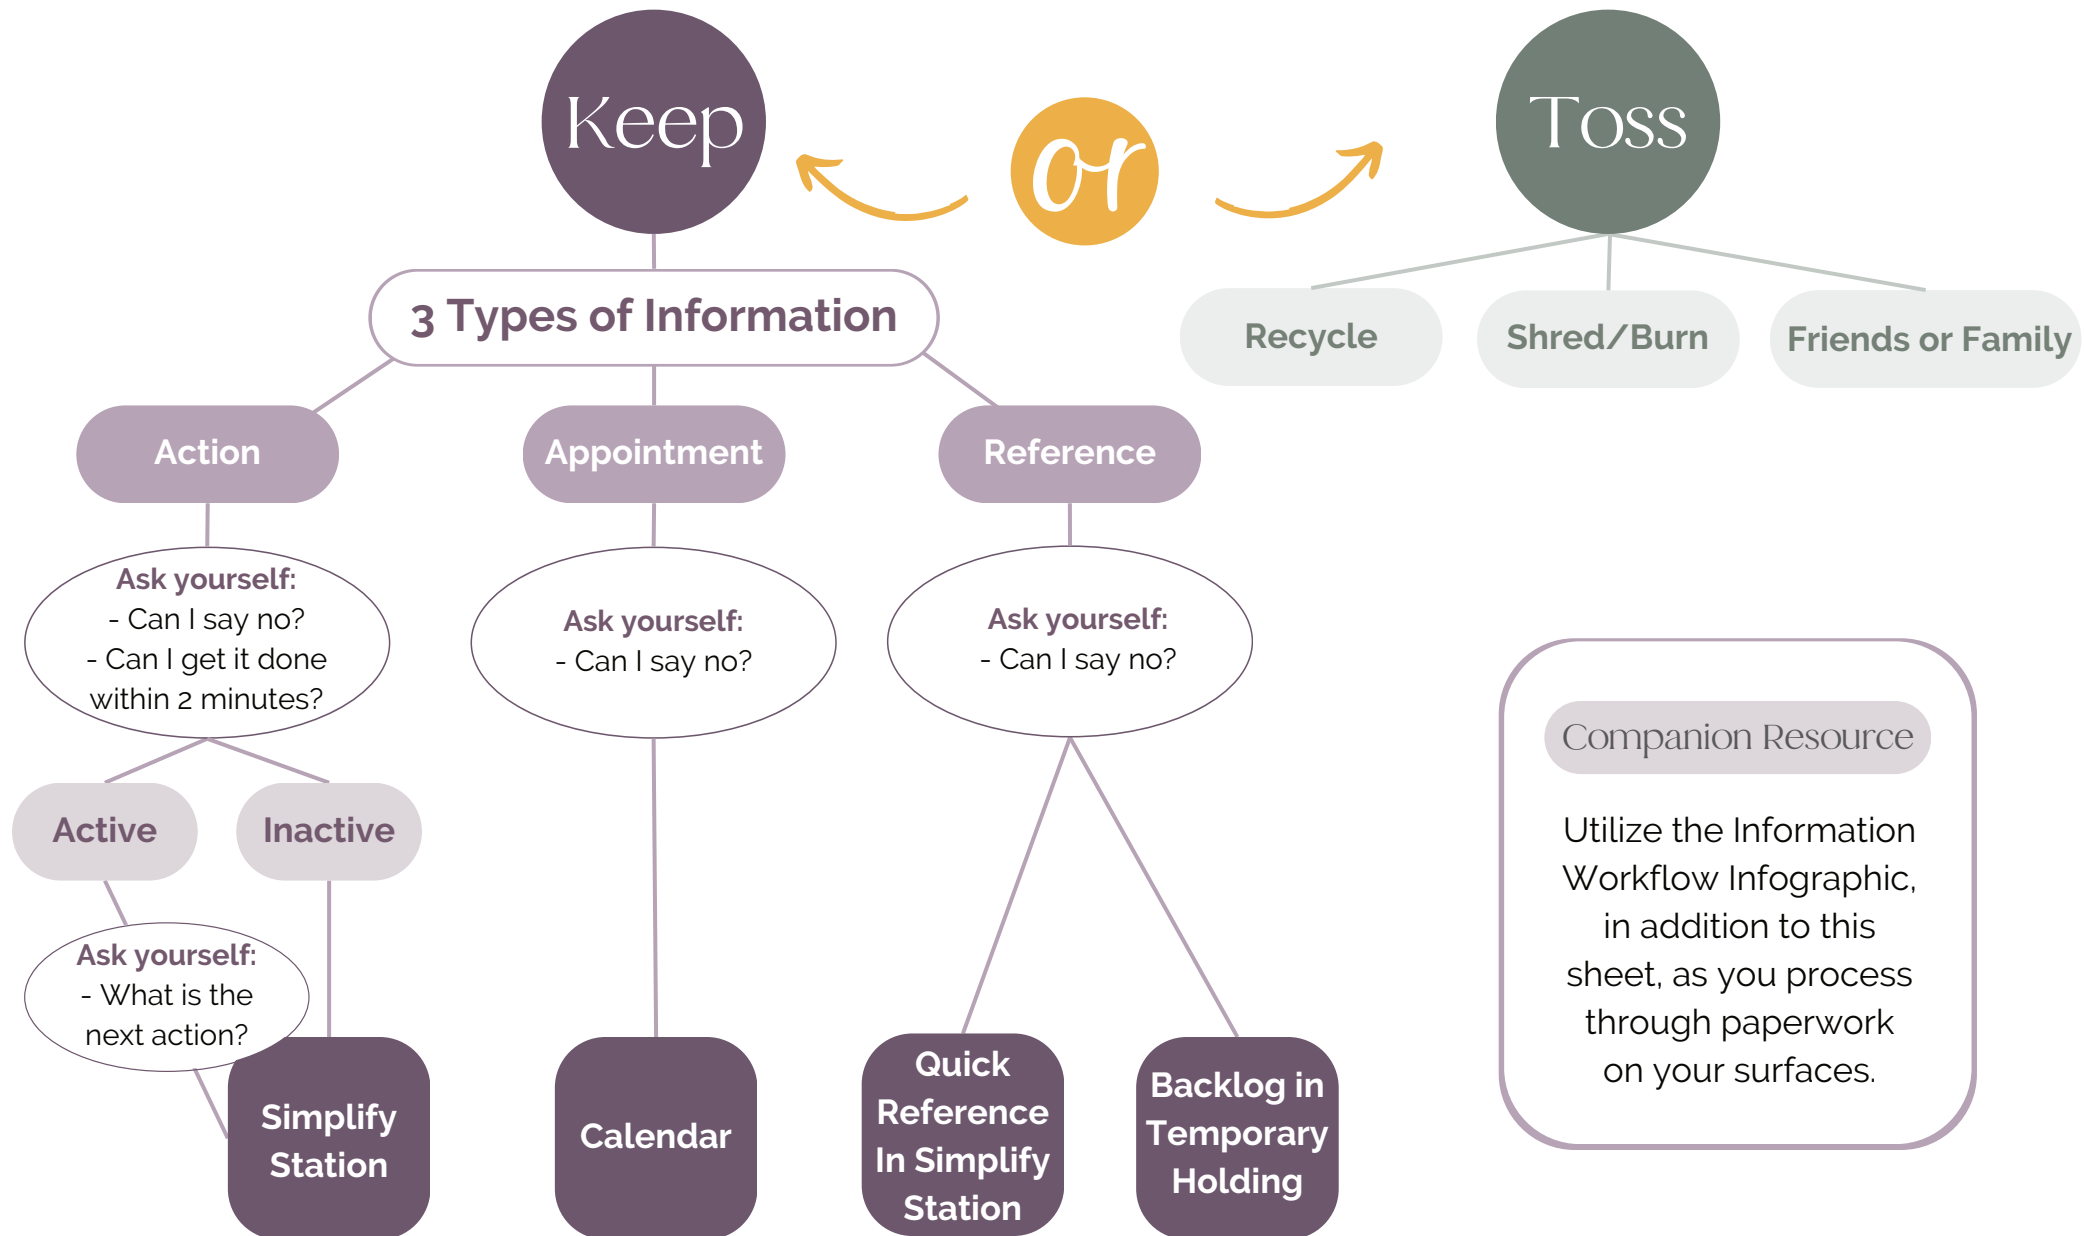 Keep
or
Toss
3 Types of Information
Recycle
Shred/Burn
Friends or Family
Action
Appointment
Reference
Ask yourself:
- Can I say no?
- Can I get it done
within 2 minutes?
Ask yourself:
- Can I say no?
Ask yourself:
- Can I say no?
Active
Inactive
Ask yourself:
- What is the
next action?
Simplify
Station
Calendar
Quick
Reference
In Simplify
Station
Backlog in
Temporary
Holding
Companion Resource
Utilize the Information
Workflow Infographic,
in addition to this
sheet, as you process
through paperwork
on your surfaces.